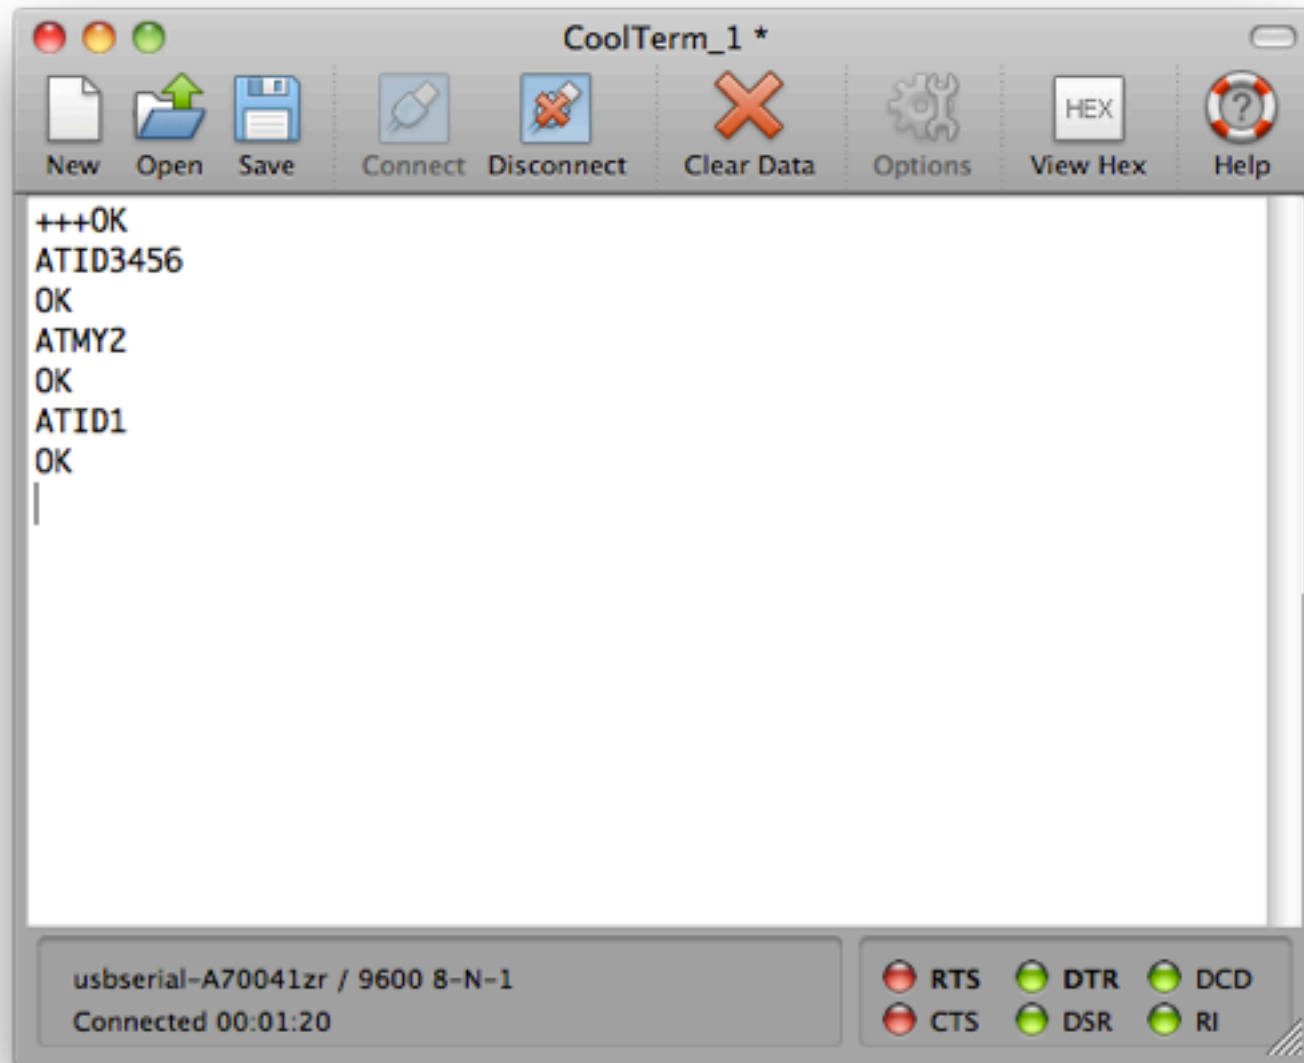 CoolTerm_1 *
HEX
?
New Open Save Connect Disconnect Clear Data Options View Hex Help
+++OK
ATID3456
OK
ATMY2
OK
ATID1
OK
usbserial-A70041zr / 9600 8-N-1
Connected 00:01:20
RTS DTR DCD
CTS DSR RI